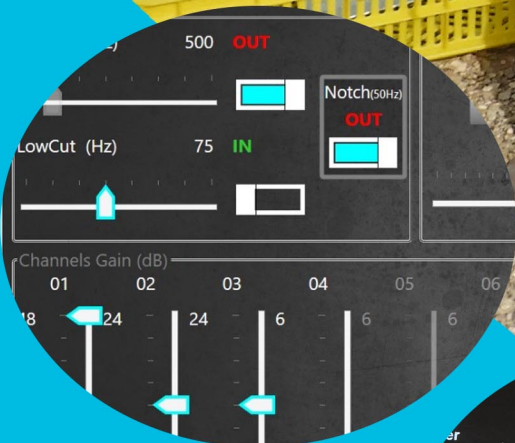 500 OUT
Notch(50Hz)
OUT
LowCut (Hz) 75 IN
Channels Gain (dB)
01 02 03 04 05 06
24 24 6 6 6